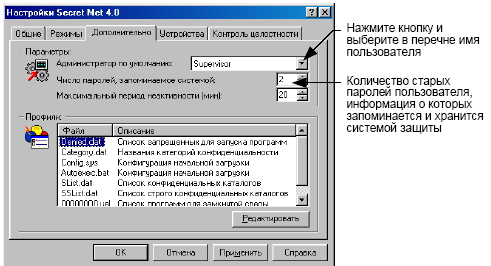 Настройки Secret Net 4.0
Общие Режимы Дополнительно Устройства Контроль целостности
Параметры:
Администратор по умолчанию: Supervisor
Число паролей, запоминаемое системой: 2
Максимальный период неактивности (мин): 20
Профили:
Файл Описание
Denied.dat Список запрещенных для запуска программ
Category.dat Названия категорий конфиденциальности
Config.sys Конфигурация начальной загрузки
Autoexec.bat Конфигурация начальной загрузки
SList.dat Список конфиденциальных каталогов
SSList.dat Список строго конфиденциальных каталогов
Список программ для замкнутой среды
Редактировать
OK Отмена Применить Справка
Нажмите кнопку и
выберите в перечне имя
пользователя
Количество старых
паролей пользователя,
информация о которых
запоминается и хранится
системой защиты